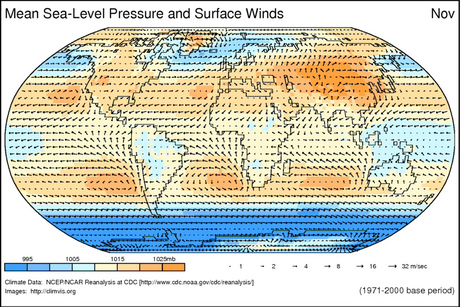 Mean Sea-Level Pressure and Surface Winds Nov
995 1005 1015 1025mb
1 2 4 8 16 32 m/sec
Climate Data: NCEP/NCAR Reanalysis at CDC [http://www.cdc.noaa.gov/cdc/reanalysis/]
Images: http://climvis.org
(1971-2000 base period)